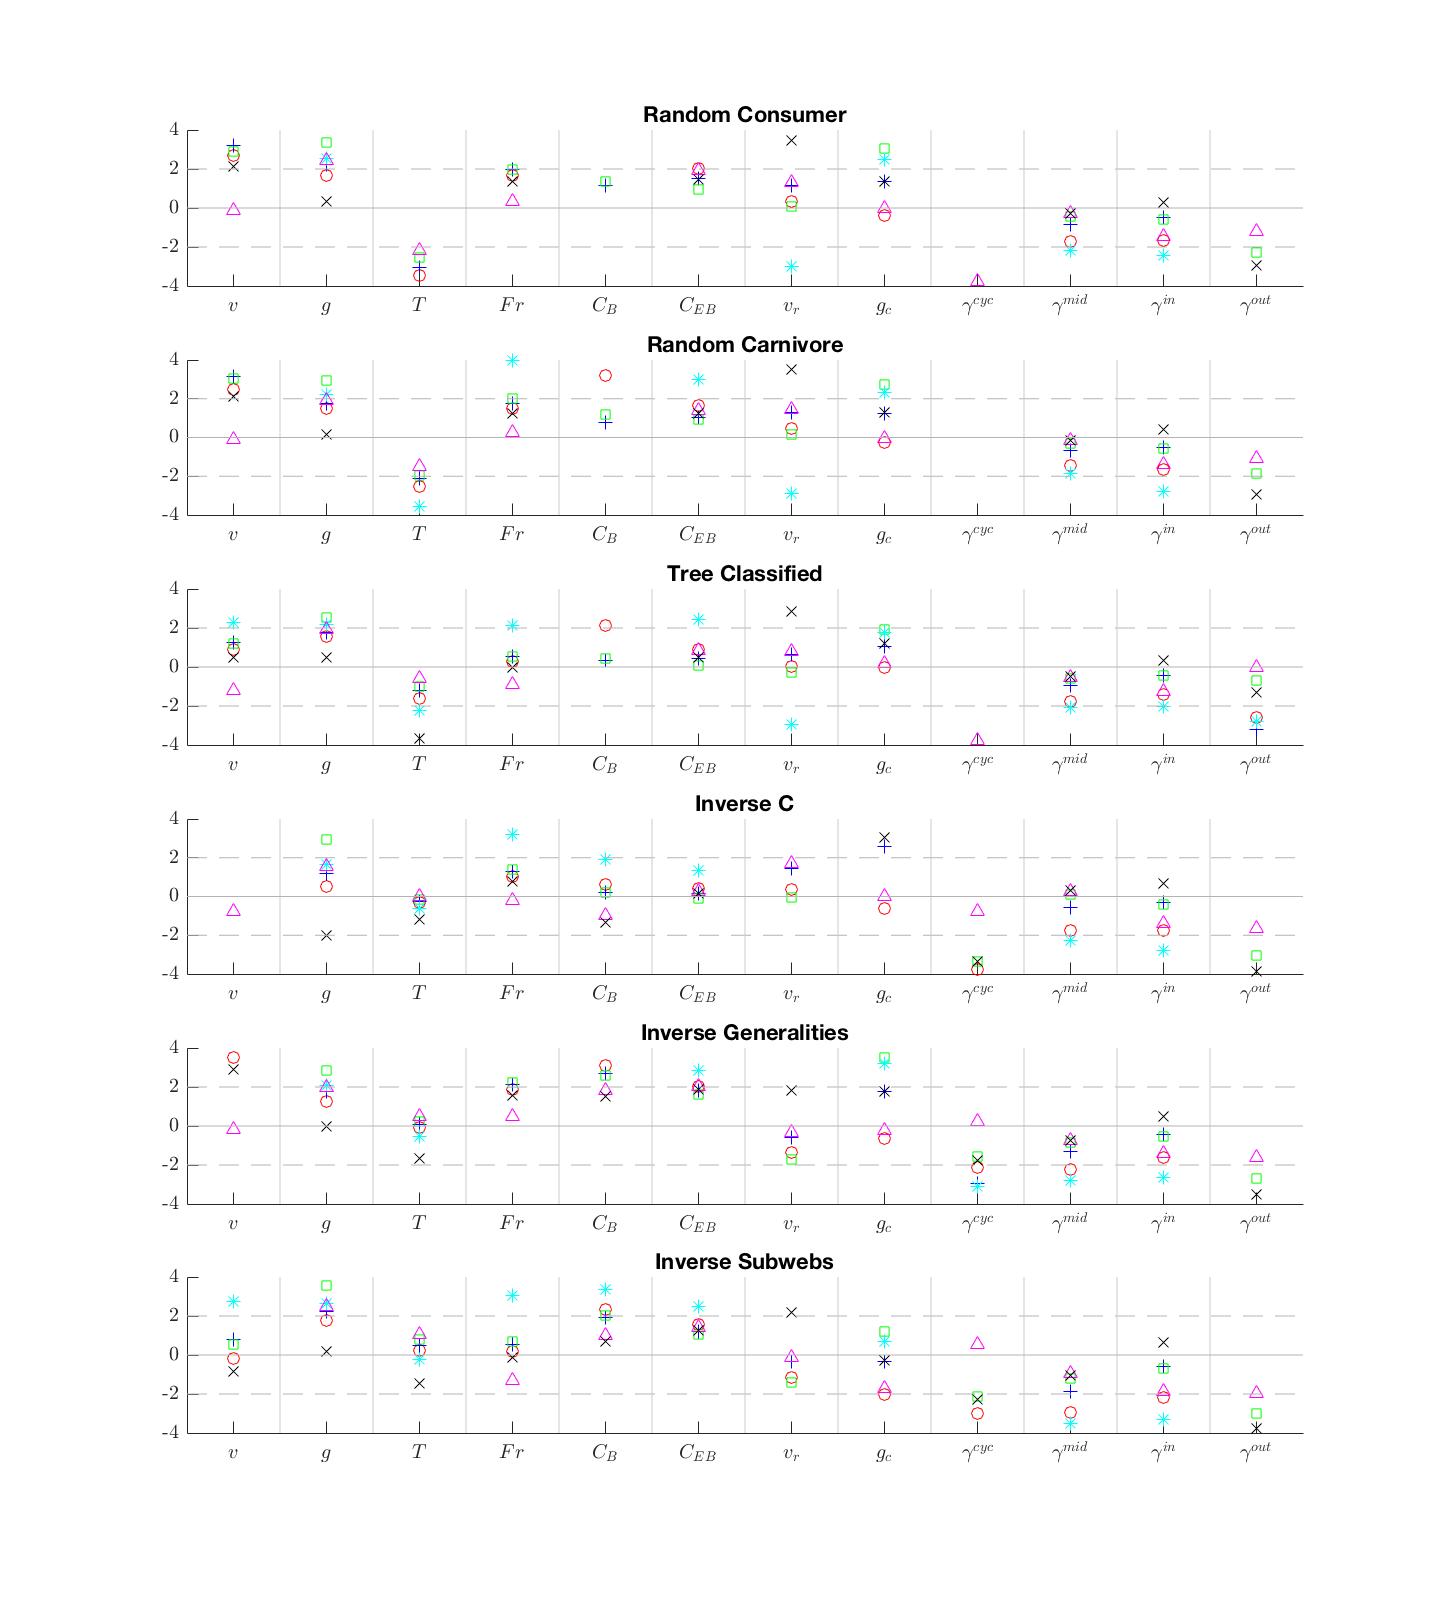 Random Consumer
4
2
0
-2
-4
v g T Fr C_B C_EB v_r g_c γ^cyc γ^mid γ^in γ^out
Random Carnivore
4
2
0
-2
-4
v g T Fr C_B C_EB v_r g_c γ^cyc γ^mid γ^in γ^out
Tree Classified
4
2
0
-2
-4
v g T Fr C_B C_EB v_r g_c γ^cyc γ^mid γ^in γ^out
Inverse C
4
2
0
-2
-4
v g T Fr C_B C_EB v_r g_c γ^cyc γ^mid γ^in γ^out
Inverse Generalities
4
2
0
-2
-4
v g T Fr C_B C_EB v_r g_c γ^cyc γ^mid γ^in γ^out
Inverse Subwebs
4
2
0
-2
-4
v g T Fr C_B C_EB v_r g_c γ^cyc γ^mid γ^in γ^out